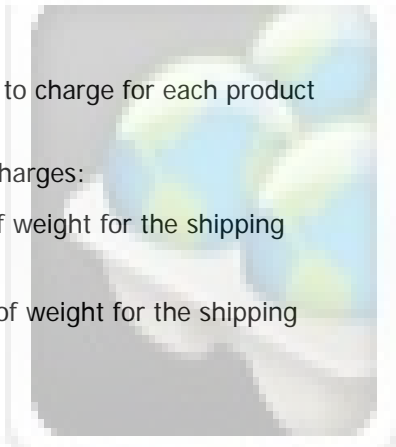 to charge for each product
harges:
f weight for the shipping
of weight for the shipping